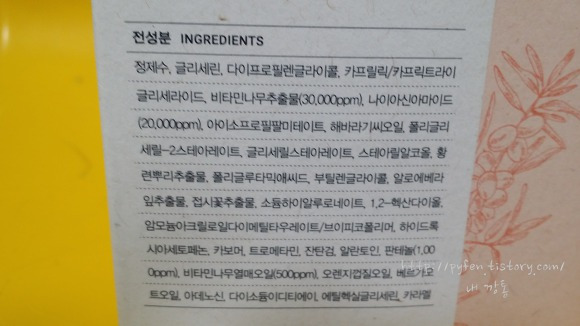 전성분 INGREDIENTS
정제수, 글리세린, 다이프로필렌글라이콜, 카프릴릭/카프릭트라이
글리세라이드, 비타민나무추출물(30,000ppm), 나이아신아마이드
(20,000ppm), 아이소프로필팔미테이트, 해바라기씨오일, 폴리글리
세릴-2스테아레이트, 글리세릴스테아레이트, 스테아릴알코올, 황
련뿌리추출물, 폴리글루타믹애씨드, 부틸렌글라이콜, 알로에베라
잎추출물, 접시꽃추출물, 소듐하이알루로네이트, 1,2-헥산다이올,
암모늄아크릴로일다이메틸타우레이트/브이피코폴리머, 하이드록
시아세토페논, 카보머, 트로메타민, 잔탄검, 알란토인, 판테놀(1,00
0ppm), 비타민나무열매오일(500ppm), 오렌지껍질오일, 베르가모
트오일, 아데노신, 다이소듐이디티에이, 에틸헥실글리세린, 카라멜
https://pyfen.tistory.com/
내 깡통